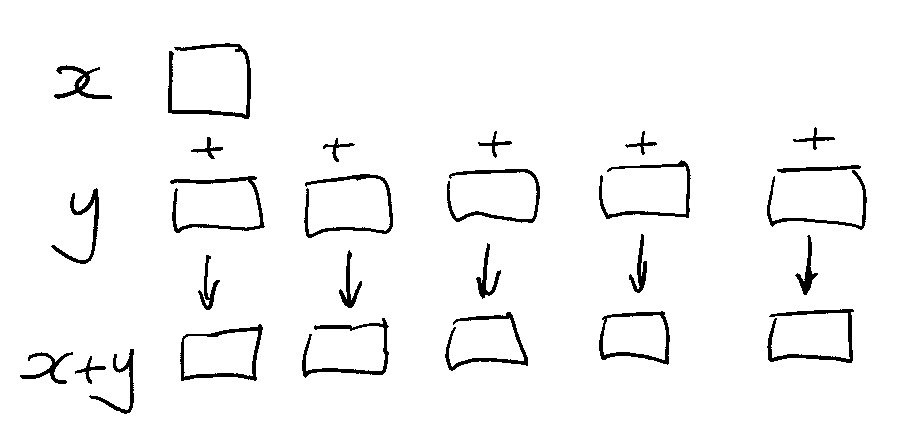 x
+ + + + +
y
x+y